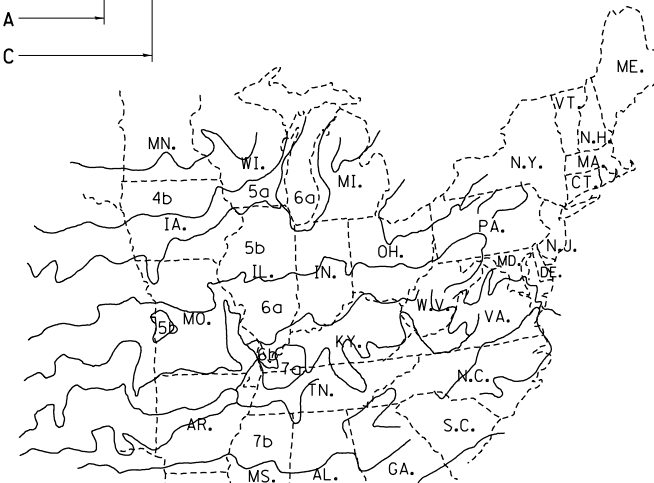 A
C
ME.
VT.
MN.
N.H.
WI.
N.Y.
MA.
MI.
CT.
5a
4b
6a
IA.
PA.
5b
OH.
N.J.
IL.
IN.
MD.
DE.
6a
W.V.
MO.
VA.
5b
KY.
6b
7a
N.C.
TN.
AR.
S.C.
7b
MS.
AL.
GA.